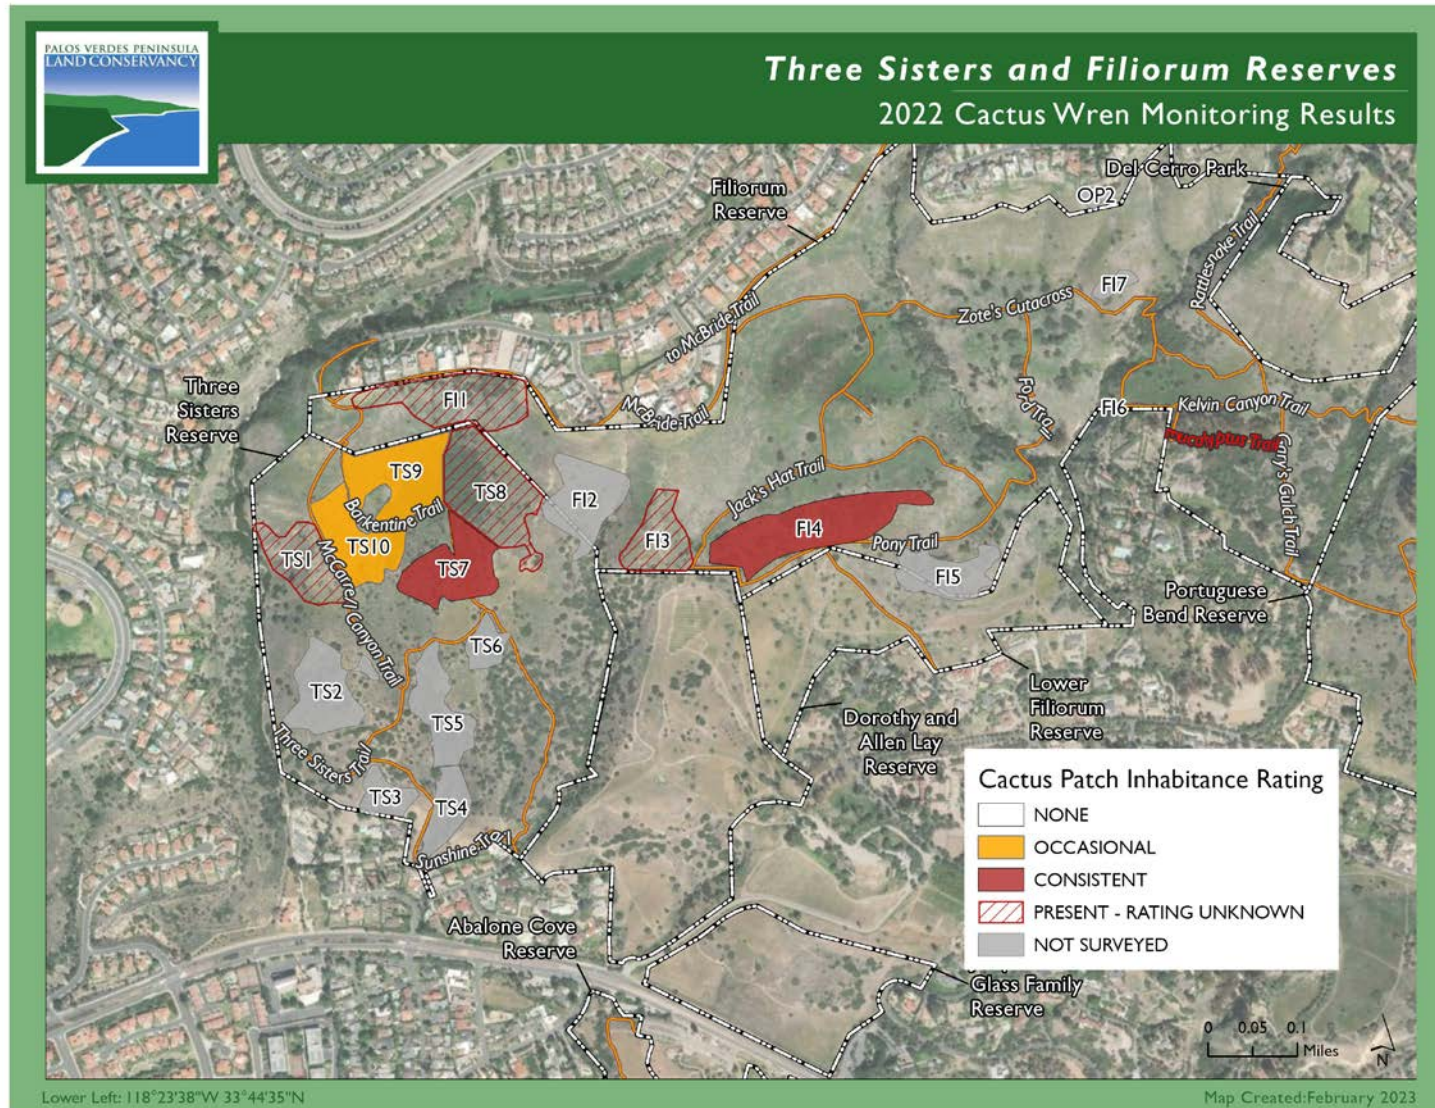 PALOS VERDES PENINSULA
LAND CONSERVANCY
Three Sisters and Filiorum Reserves
2022 Cactus Wren Monitoring Results
Del Cerro Park
Filiorum
Reserve
OP2
Rattlesnake Trail
FI7
Zote's Cutacross
to McBride Trail
Three
Sisters
Reserve
FI1
McBride Trail
Ford Trail
FI6
Kelvin Canyon Trail
Eucalyptus Trail
Gary's Gulch Trail
TS9
TS8
FI2
Jack's Hat Trail
Barkentine Trail
TS10
FI3
FI4
Pony Trail
TS1
TS7
FI5
McCarrell Canyon Trail
Portuguese
Bend Reserve
TS6
TS2
Lower
Filiorum
Reserve
TS5
Dorothy and
Allen Lay
Reserve
Three Sisters Trail
TS3
TS4
Sunshine Trail
Cactus Patch Inhabitance Rating
NONE
OCCASIONAL
CONSISTENT
PRESENT - RATING UNKNOWN
NOT SURVEYED
Abalone Cove
Reserve
Glass Family
Reserve
0 0.05 0.1
Miles
N
Lower Left: 118°23'38"W 33°44'35"N
Map Created:February 2023